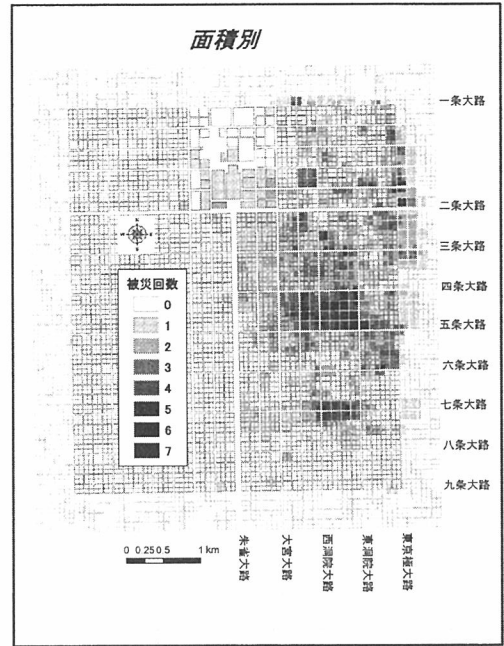 面積別
一条大路
二条大路
三条大路
四条大路
五条大路
六条大路
七条大路
八条大路
九条大路
N
W
E
S
被災回数
0
1
2
3
4
5
6
7
0 0.25 0.5 1 km
朱雀大路
大宮大路
西洞院大路
東洞院大路
東京極大路